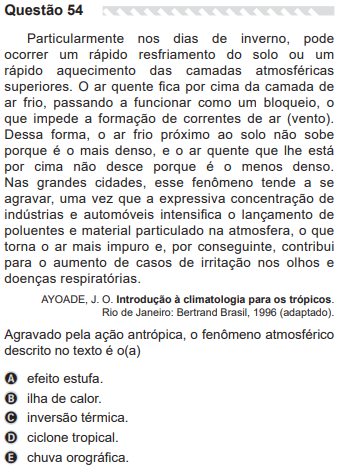 Questão 54
Particularmente nos dias de inverno, pode
ocorrer um rápido resfriamento do solo ou um
rápido aquecimento das camadas atmosféricas
superiores. O ar quente fica por cima da camada de
ar frio, passando a funcionar como um bloqueio, o
que impede a formação de correntes de ar (vento).
Dessa forma, o ar frio próximo ao solo não sobe
porque é o mais denso, e o ar quente que lhe está
por cima não desce porque é o menos denso.
Nas grandes cidades, esse fenômeno tende a se
agravar, uma vez que a expressiva concentração de
indústrias e automóveis intensifica o lançamento de
poluentes e material particulado na atmosfera, o que
torna o ar mais impuro e, por conseguinte, contribui
para o aumento de casos de irritação nos olhos e
doenças respiratórias.
AYOADE, J. O. Introdução à climatologia para os trópicos.
Rio de Janeiro: Bertrand Brasil, 1996 (adaptado).
Agravado pela ação antrópica, o fenômeno atmosférico
descrito no texto é o(a)
A efeito estufa.
B ilha de calor.
C inversão térmica.
D ciclone tropical.
E chuva orográfica.